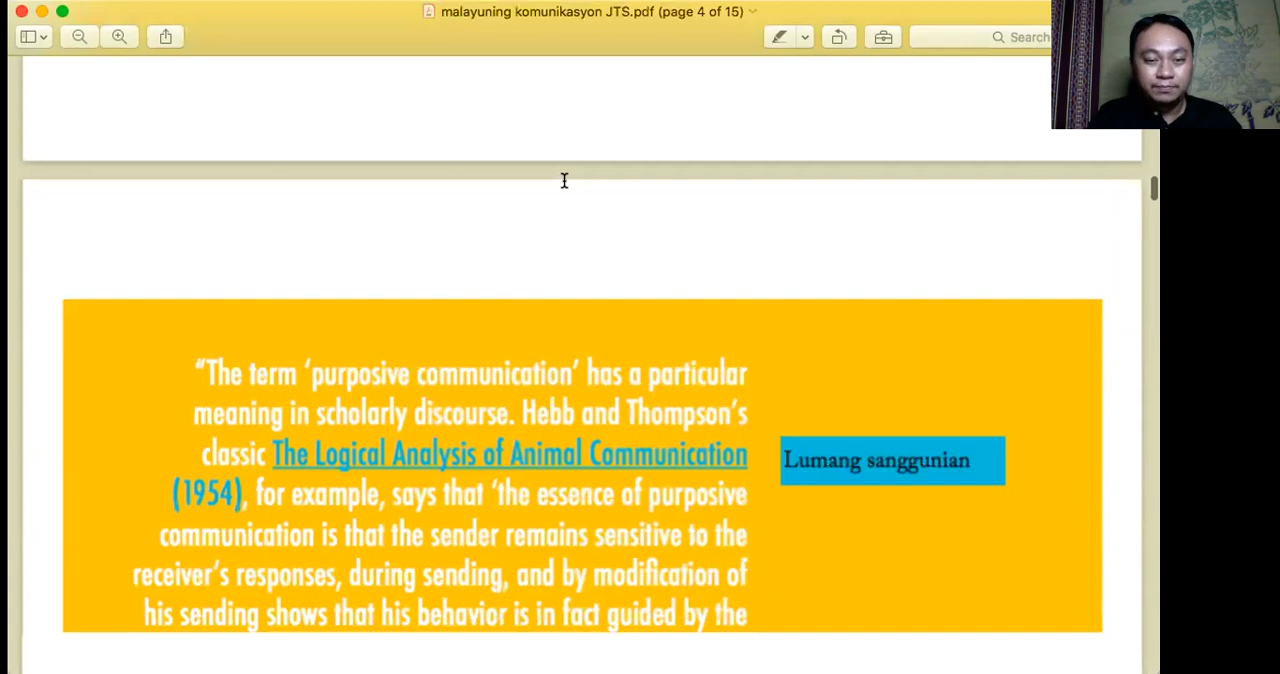 malayuning komunikasyon JTS.pdf (page 4 of 15)
Search
“The term ‘purposive communication’ has a particular
meaning in scholarly discourse. Hebb and Thompson’s
classic The Logical Analysis of Animal Communication
(1954), for example, says that ‘the essence of purposive
communication is that the sender remains sensitive to the
receiver’s responses, during sending, and by modification of
his sending shows that his behavior is in fact guided by the
Lumang sanggunian